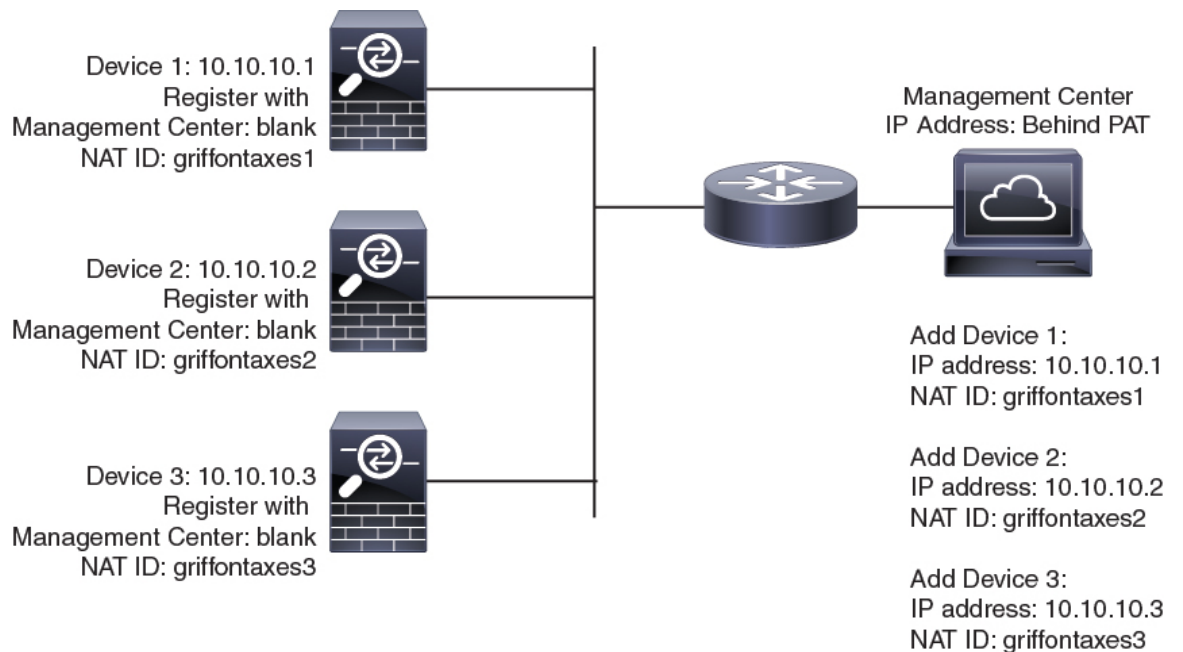 Device 1: 10.10.10.1
Register with
Management Center: blank
NAT ID: griffontaxes1
Device 2: 10.10.10.2
Register with
Management Center: blank
NAT ID: griffontaxes2
Device 3: 10.10.10.3
Register with
Management Center: blank
NAT ID: griffontaxes3
Management Center
IP Address: Behind PAT
Add Device 1:
IP address: 10.10.10.1
NAT ID: griffontaxes1
Add Device 2:
IP address: 10.10.10.2
NAT ID: griffontaxes2
Add Device 3:
IP address: 10.10.10.3
NAT ID: griffontaxes3